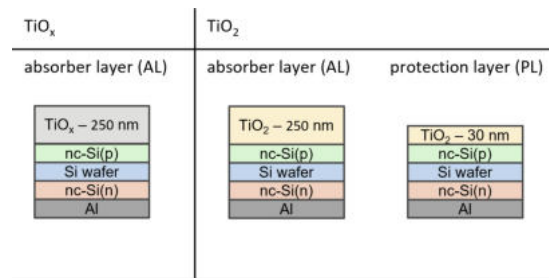 TiOₓ
TiO₂
absorber layer (AL)
absorber layer (AL)
protection layer (PL)
TiOₓ – 250 nm
nc-Si(p)
Si wafer
nc-Si(n)
Al
TiO₂ – 250 nm
nc-Si(p)
Si wafer
nc-Si(n)
Al
TiO₂ – 30 nm
nc-Si(p)
Si wafer
nc-Si(n)
Al